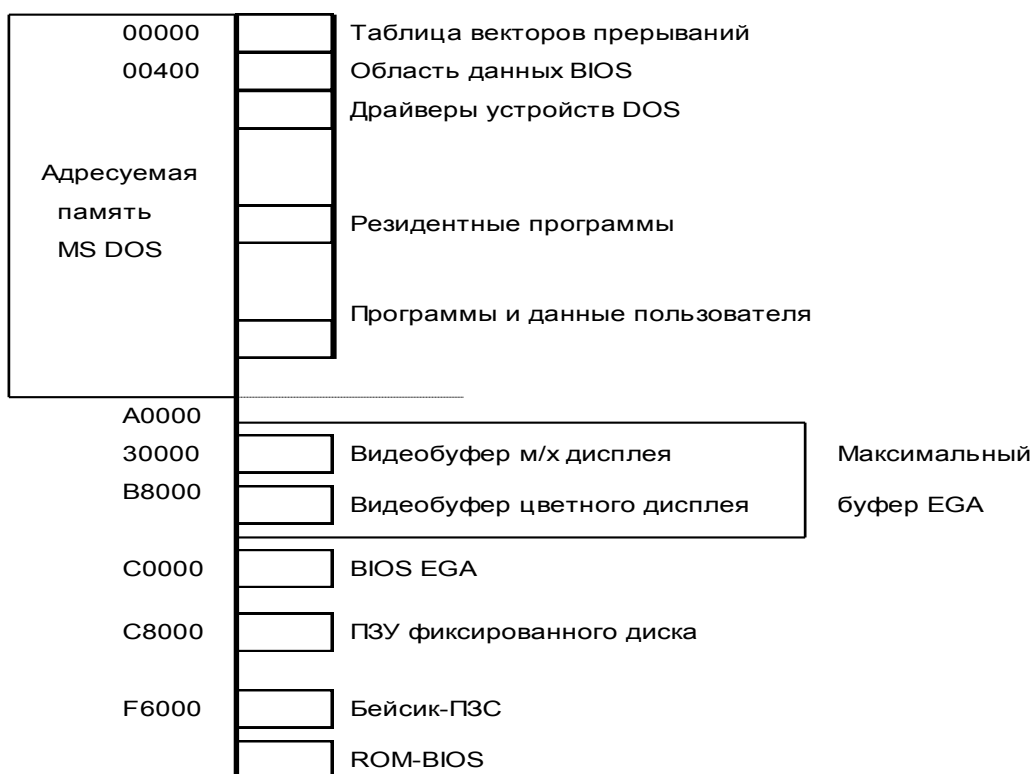 00000 Таблица векторов прерываний
00400 Область данных BIOS
Драйверы устройств DOS
Адресуемая
память
MS DOS
Резидентные программы
Программы и данные пользователя
A0000
30000 Видеобуфер м/х дисплея Максимальный
B8000 Видеобуфер цветного дисплея буфер EGA
C0000 BIOS EGA
C8000 ПЗУ фиксированного диска
F6000 Бейсик-ПЗС
ROM-BIOS